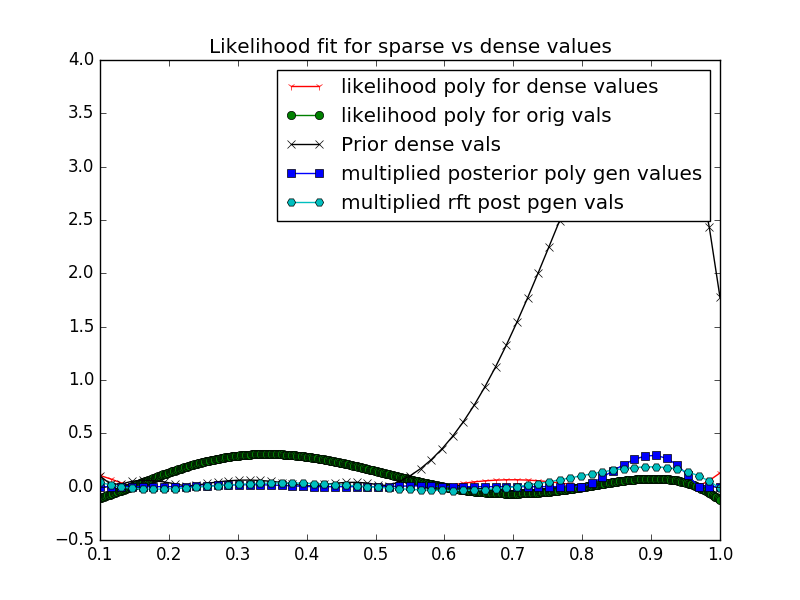 Likelihood fit for sparse vs dense values
4.0
3.5
3.0
2.5
2.0
1.5
1.0
0.5
0.0
−0.5
likelihood poly for dense values
likelihood poly for orig vals
Prior dense vals
multiplied posterior poly gen values
multiplied rft post pgen vals
0.1 0.2 0.3 0.4 0.5 0.6 0.7 0.8 0.9 1.0